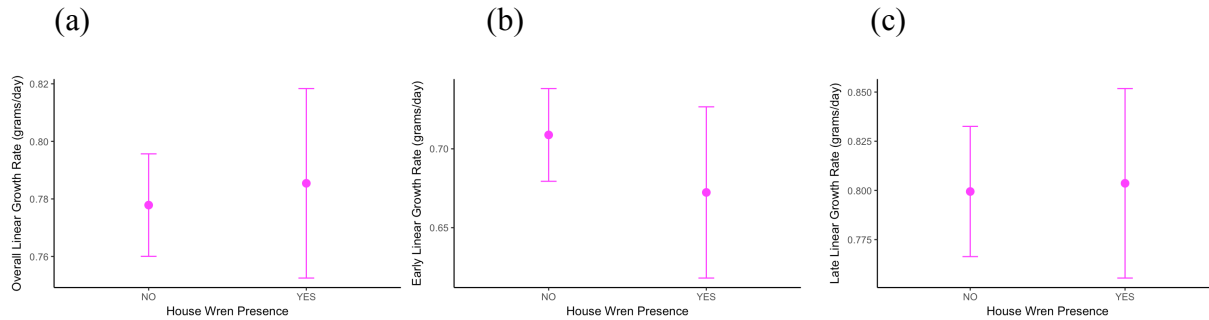 (a)
(b)
(c)
Overall Linear Growth Rate (grams/day)
0.82
0.80
0.78
0.76
NO
YES
House Wren Presence
Early Linear Growth Rate (grams/day)
0.70
0.65
NO
YES
House Wren Presence
Late Linear Growth Rate (grams/day)
0.850
0.825
0.800
0.775
NO
YES
House Wren Presence